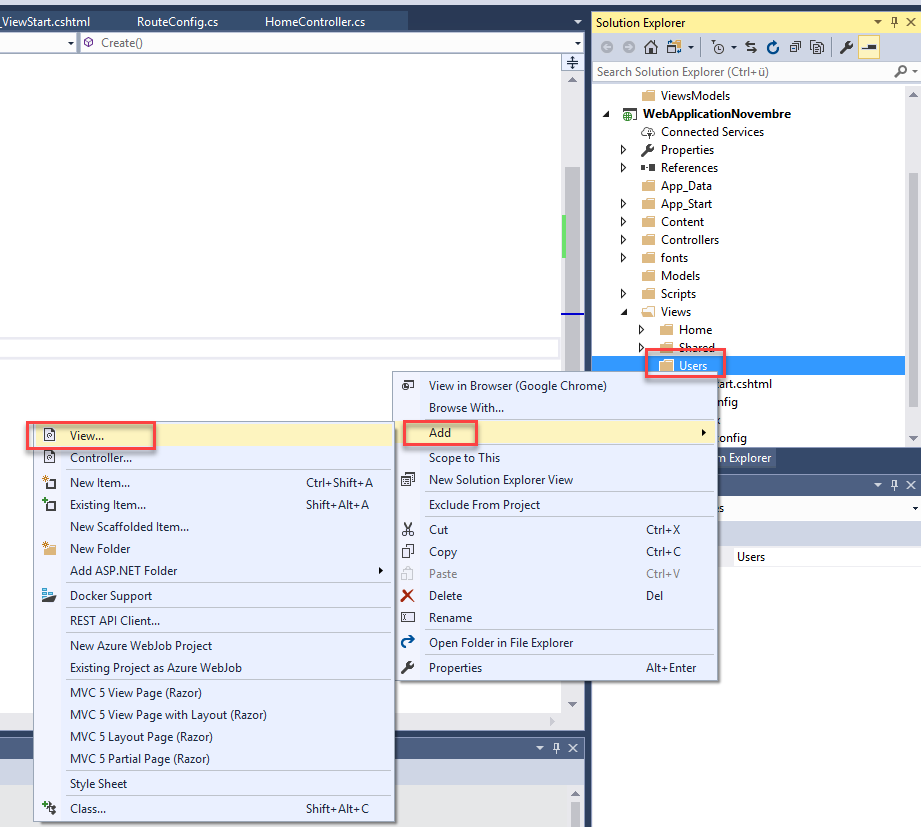 _ViewStart.cshtml
RouteConfig.cs
HomeController.cs
Create()
Solution Explorer
Search Solution Explorer (Ctrl+ü)
ViewsModels
WebApplicationNovembre
Connected Services
Properties
References
App_Data
App_Start
Content
Controllers
fonts
Models
Scripts
Views
Home
Shared
Users
art.cshtml
nfig
onfig
m Explorer
es
Users
View in Browser (Google Chrome)
Browse With...
Add
Scope to This
New Solution Explorer View
Exclude From Project
Cut Ctrl+X
Copy Ctrl+C
Paste Ctrl+V
Delete Del
Rename
Open Folder in File Explorer
Properties Alt+Enter
View...
Controller...
New Item... Ctrl+Shift+A
Existing Item... Shift+Alt+A
New Scaffolded Item...
New Folder
Add ASP.NET Folder
Docker Support
REST API Client...
New Azure WebJob Project
Existing Project as Azure WebJob
MVC 5 View Page (Razor)
MVC 5 View Page with Layout (Razor)
MVC 5 Layout Page (Razor)
MVC 5 Partial Page (Razor)
Style Sheet
Class... Shift+Alt+C